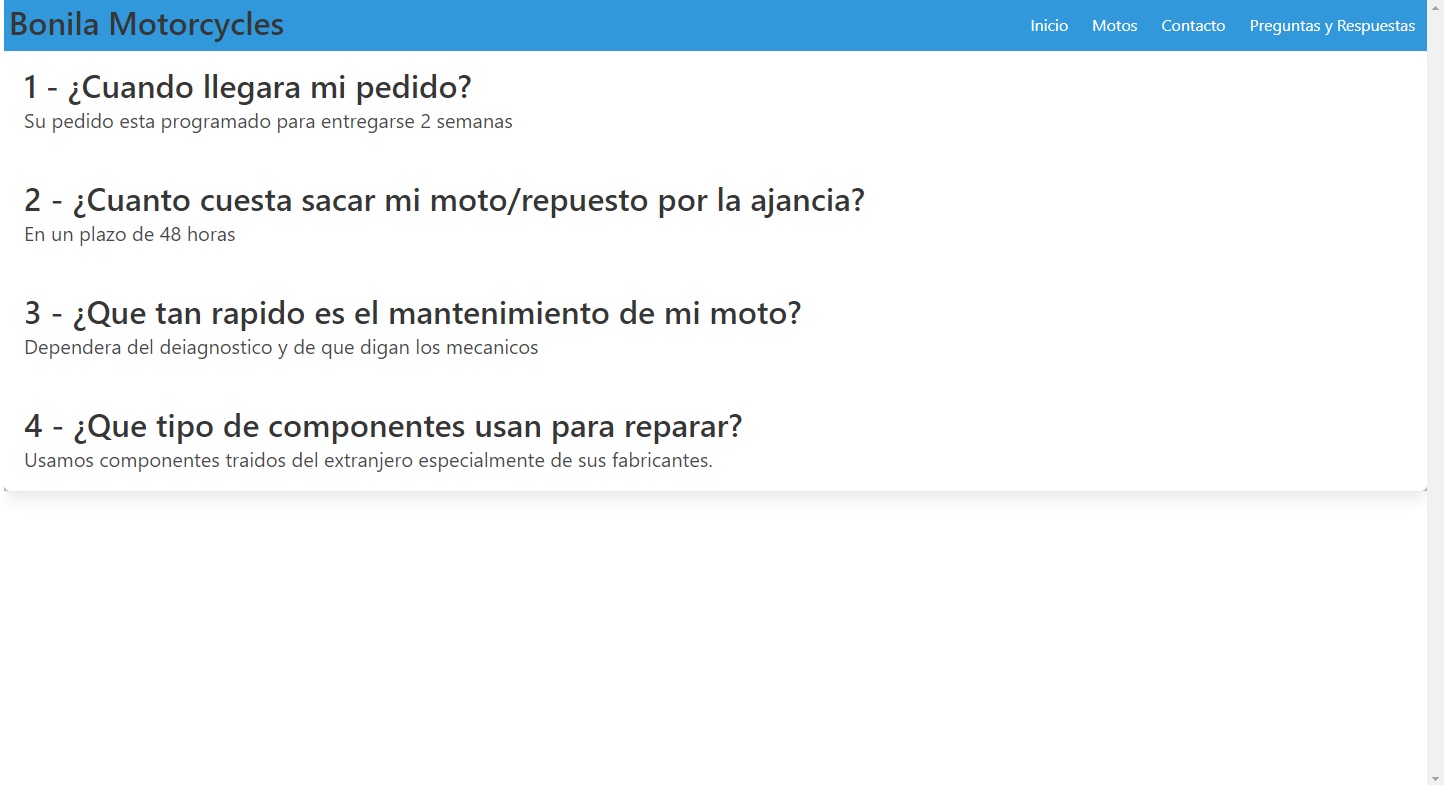 Bonila Motorcycles
Inicio Motos Contacto Preguntas y Respuestas
1 - ¿Cuando llegara mi pedido?
Su pedido esta programado para entregarse 2 semanas
2 - ¿Cuanto cuesta sacar mi moto/repuesto por la ajancia?
En un plazo de 48 horas
3 - ¿Que tan rapido es el mantenimiento de mi moto?
Dependera del deiagnostico y de que digan los mecanicos
4 - ¿Que tipo de componentes usan para reparar?
Usamos componentes traidos del extranjero especialmente de sus fabricantes.